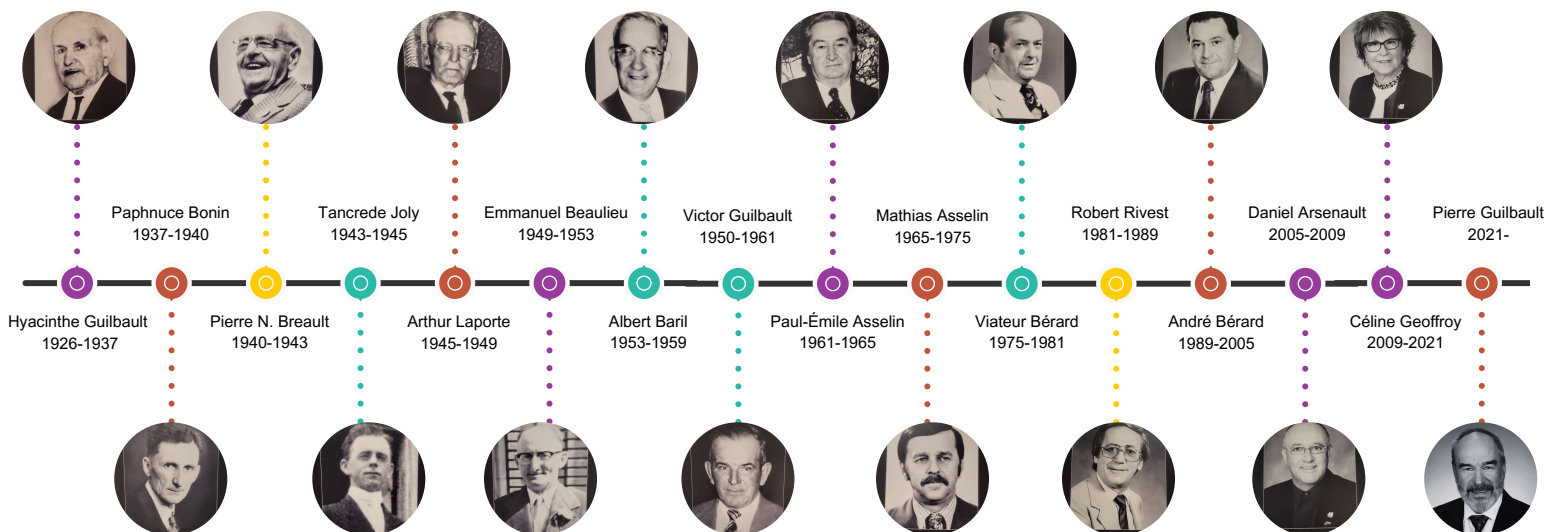 Paphnuce Bonin
1937-1940
Tancrede Joly
1943-1945
Emmanuel Beaulieu
1949-1953
Victor Guilbault
1950-1961
Mathias Asselin
1965-1975
Robert Rivest
1981-1989
Daniel Arsenault
2005-2009
Pierre Guilbault
2021-
Hyacinthe Guilbault
1926-1937
Pierre N. Breault
1940-1943
Arthur Laporte
1945-1949
Albert Baril
1953-1959
Paul-Émile Asselin
1961-1965
Viateur Bérard
1975-1981
André Bérard
1989-2005
Céline Geoffroy
2009-2021